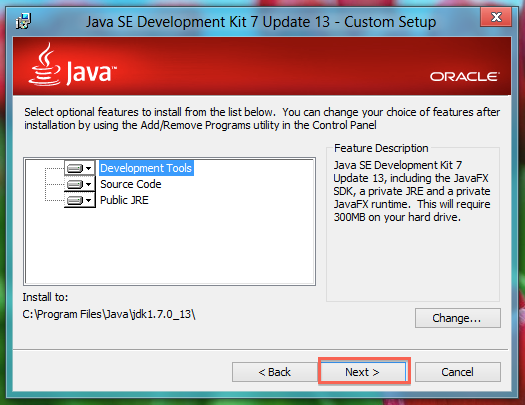 Java SE Development Kit 7 Update 13 - Custom Setup
x
Java™
ORACLE®
Select optional features to install from the list below. You can change your choice of features after
installation by using the Add/Remove Programs utility in the Control Panel
Development Tools
Source Code
Public JRE
Feature Description
Java SE Development Kit 7
Update 13, including the JavaFX
SDK, a private JRE and a private
JavaFX runtime. This will require
300MB on your hard drive.
Install to:
C:\Program Files\Java\jdk1.7.0_13\
Change...
< Back
Next >
Cancel